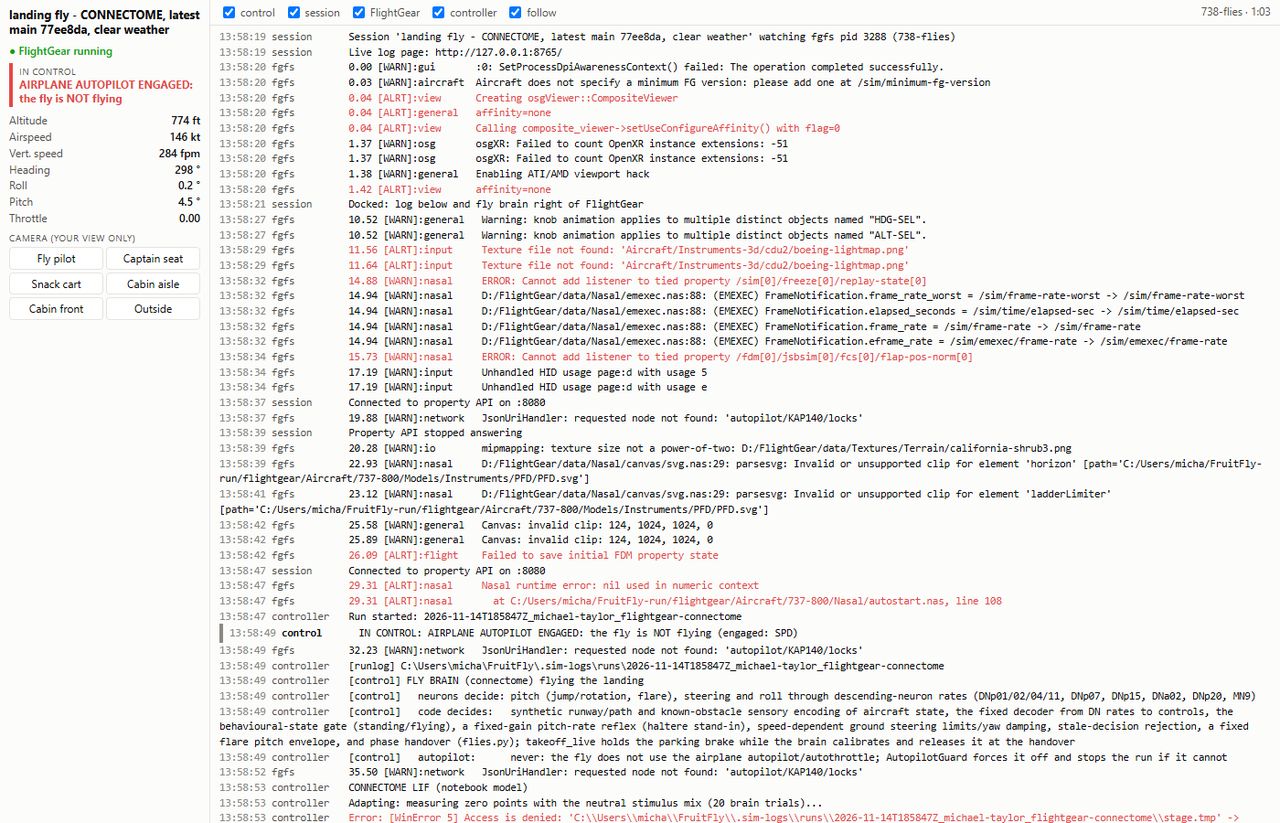 landing fly - CONNECTOME, latest
main 77ee8da, clear weather
● FlightGear running
IN CONTROL
AIRPLANE AUTOPILOT ENGAGED:
the fly is NOT flying
Altitude 774 ft
Airspeed 146 kt
Vert. speed 284 fpm
Heading 298 °
Roll 0.2 °
Pitch 4.5 °
Throttle 0.00
CAMERA (YOUR VIEW ONLY)
Fly pilot Captain seat
Snack cart Cabin aisle
Cabin front Outside
control session FlightGear controller follow 738-flies · 1:03
13:58:19 session Session 'landing fly - CONNECTOME, latest main 77ee8da, clear weather' watching fgfs pid 3288 (738-flies)
13:58:19 session Live log page: http://127.0.0.1:8765/
13:58:20 fgfs 0.00 [WARN]:gui :0: SetProcessDpiAwarenessContext() failed: The operation completed successfully.
13:58:20 fgfs 0.03 [WARN]:aircraft Aircraft does not specify a minimum FG version: please add one at /sim/minimum-fg-version
13:58:20 fgfs 0.04 [ALRT]:view Creating osgViewer::CompositeViewer
13:58:20 fgfs 0.04 [ALRT]:general affinity=none
13:58:20 fgfs 0.04 [ALRT]:view Calling composite_viewer->setUseConfigureAffinity() with flag=0
13:58:20 fgfs 1.37 [WARN]:osg osgXR: Failed to count OpenXR instance extensions: -51
13:58:20 fgfs 1.37 [WARN]:osg osgXR: Failed to count OpenXR instance extensions: -51
13:58:20 fgfs 1.38 [WARN]:general Enabling ATI/AMD viewport hack
13:58:20 fgfs 1.42 [ALRT]:view affinity=none
13:58:21 session Docked: log below and fly brain right of FlightGear
13:58:27 fgfs 10.52 [WARN]:general Warning: knob animation applies to multiple distinct objects named "HDG-SEL".
13:58:27 fgfs 10.52 [WARN]:general Warning: knob animation applies to multiple distinct objects named "ALT-SEL".
13:58:29 fgfs 11.56 [ALRT]:input Texture file not found: 'Aircraft/Instruments-3d/cdu2/boeing-lightmap.png'
13:58:29 fgfs 11.64 [ALRT]:input Texture file not found: 'Aircraft/Instruments-3d/cdu2/boeing-lightmap.png'
13:58:32 fgfs 14.88 [ALRT]:nasal ERROR: Cannot add listener to tied property /sim[0]/freeze[0]/replay-state[0]
13:58:32 fgfs 14.94 [WARN]:nasal D:/FlightGear/data/Nasal/emexec.nas:88: (EMEXEC) FrameNotification.frame_rate_worst = /sim/frame-rate-worst -> /sim/frame-rate-worst
13:58:32 fgfs 14.94 [WARN]:nasal D:/FlightGear/data/Nasal/emexec.nas:88: (EMEXEC) FrameNotification.elapsed_seconds = /sim/time/elapsed-sec -> /sim/time/elapsed-sec
13:58:32 fgfs 14.94 [WARN]:nasal D:/FlightGear/data/Nasal/emexec.nas:88: (EMEXEC) FrameNotification.frame_rate = /sim/frame-rate -> /sim/frame-rate
13:58:32 fgfs 14.94 [WARN]:nasal D:/FlightGear/data/Nasal/emexec.nas:88: (EMEXEC) FrameNotification.eframe_rate = /sim/emexec/frame-rate -> /sim/emexec/frame-rate
13:58:34 fgfs 15.73 [WARN]:nasal ERROR: Cannot add listener to tied property /fdm[0]/jsbsim[0]/fcs[0]/flap-pos-norm[0]
13:58:34 fgfs 17.19 [WARN]:input Unhandled HID usage page:d with usage 5
13:58:34 fgfs 17.19 [WARN]:input Unhandled HID usage page:d with usage e
13:58:37 session Connected to property API on :8080
13:58:37 fgfs 19.88 [WARN]:network JsonUriHandler: requested node not found: 'autopilot/KAP140/locks'
13:58:39 session Property API stopped answering
13:58:39 fgfs 20.28 [WARN]:io mipmapping: texture size not a power-of-two: D:/FlightGear/data/Textures/Terrain/california-shrub3.png
13:58:39 fgfs 22.93 [WARN]:nasal D:/FlightGear/data/Nasal/canvas/svg.nas:29: parsesvg: Invalid or unsupported clip for element 'horizon' [path='C:/Users/micha/FruitFly-
run/flightgear/Aircraft/737-800/Models/Instruments/PFD/PFD.svg']
13:58:41 fgfs 23.12 [WARN]:nasal D:/FlightGear/data/Nasal/canvas/svg.nas:29: parsesvg: Invalid or unsupported clip for element 'ladderLimiter'
[path='C:/Users/micha/FruitFly-run/flightgear/Aircraft/737-800/Models/Instruments/PFD/PFD.svg']
13:58:42 fgfs 25.58 [WARN]:general Canvas: invalid clip: 124, 1024, 1024, 0
13:58:42 fgfs 25.89 [WARN]:general Canvas: invalid clip: 124, 1024, 1024, 0
13:58:42 fgfs 26.09 [ALRT]:flight Failed to save initial FDM property state
13:58:47 session Connected to property API on :8080
13:58:47 fgfs 29.31 [ALRT]:nasal Nasal runtime error: nil used in numeric context
13:58:47 fgfs 29.31 [ALRT]:nasal at C:/Users/micha/FruitFly-run/flightgear/Aircraft/737-800/Nasal/autostart.nas, line 108
13:58:47 controller Run started: 2026-11-14T185847Z_michael-taylor_flightgear-connectome
13:58:49 control IN CONTROL: AIRPLANE AUTOPILOT ENGAGED: the fly is NOT flying (engaged: SPD)
13:58:49 fgfs 32.23 [WARN]:network JsonUriHandler: requested node not found: 'autopilot/KAP140/locks'
13:58:49 controller [runlog] C:\Users\micha\FruitFly\.sim-logs\runs\2026-11-14T185847Z_michael-taylor_flightgear-connectome
13:58:49 controller [control] FLY BRAIN (connectome) flying the landing
13:58:49 controller [control] neurons decide: pitch (jump/rotation, flare), steering and roll through descending-neuron rates (DNp01/02/04/11, DNp07, DNp15, DNa02, DNp20, MN9)
13:58:49 controller [control] code decides: synthetic runway/path and known-obstacle sensory encoding of aircraft state, the fixed decoder from DN rates to controls, the
behavioural-state gate (standing/flying), a fixed-gain pitch-rate reflex (haltere stand-in), speed-dependent ground steering limits/yaw damping, stale-decision rejection, a fixed
flare pitch envelope, and phase handover (flies.py); takeoff_live holds the parking brake while the brain calibrates and releases it at the handover
13:58:49 controller [control] autopilot: never: the fly does not use the airplane autopilot/autothrottle; AutopilotGuard forces it off and stops the run if it cannot
13:58:52 fgfs 35.50 [WARN]:network JsonUriHandler: requested node not found: 'autopilot/KAP140/locks'
13:58:53 controller CONNECTOME LIF (notebook model)
13:58:53 controller Adapting: measuring zero points with the neutral stimulus mix (20 brain trials)...
13:58:53 controller Error: [WinError 5] Access is denied: 'C:\\Users\\micha\\FruitFly\\.sim-logs\\runs\\2026-11-14T185847Z_michael-taylor_flightgear-connectome\\stage.tmp' ->